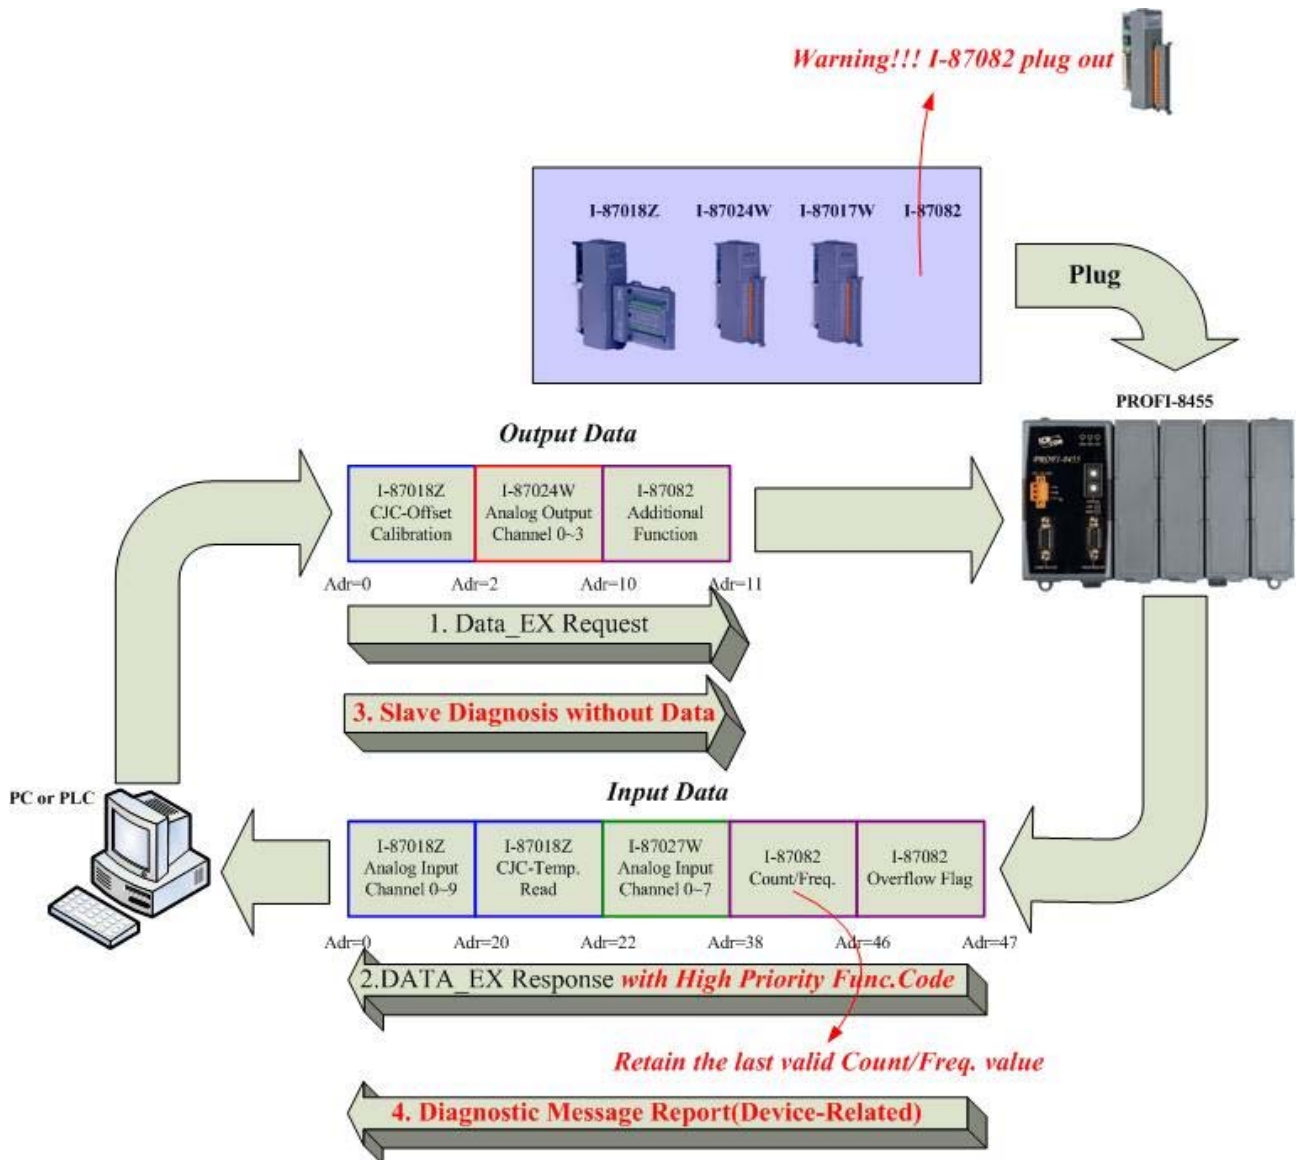 Warning!!! I-87082 plug out
I-87018Z I-87024W I-87017W I-87082
Plug
PROFI-8455
PROFI-8455
Output Data
I-87018Z
CJC-Offset
Calibration
I-87024W
Analog Output
Channel 0~3
I-87082
Additional
Function
Adr=0 Adr=2 Adr=10 Adr=11
1. Data_EX Request
3. Slave Diagnosis without Data
PC or PLC
Input Data
I-87018Z
Analog Input
Channel 0~9
I-87018Z
CJC-Temp.
Read
I-87027W
Analog Input
Channel 0~7
I-87082
Count/Freq.
I-87082
Overflow Flag
Adr=0 Adr=20 Adr=22 Adr=38 Adr=46 Adr=47
2.DATA_EX Response with High Priority Func.Code
Retain the last valid Count/Freq. value
4. Diagnostic Message Report(Device-Related)